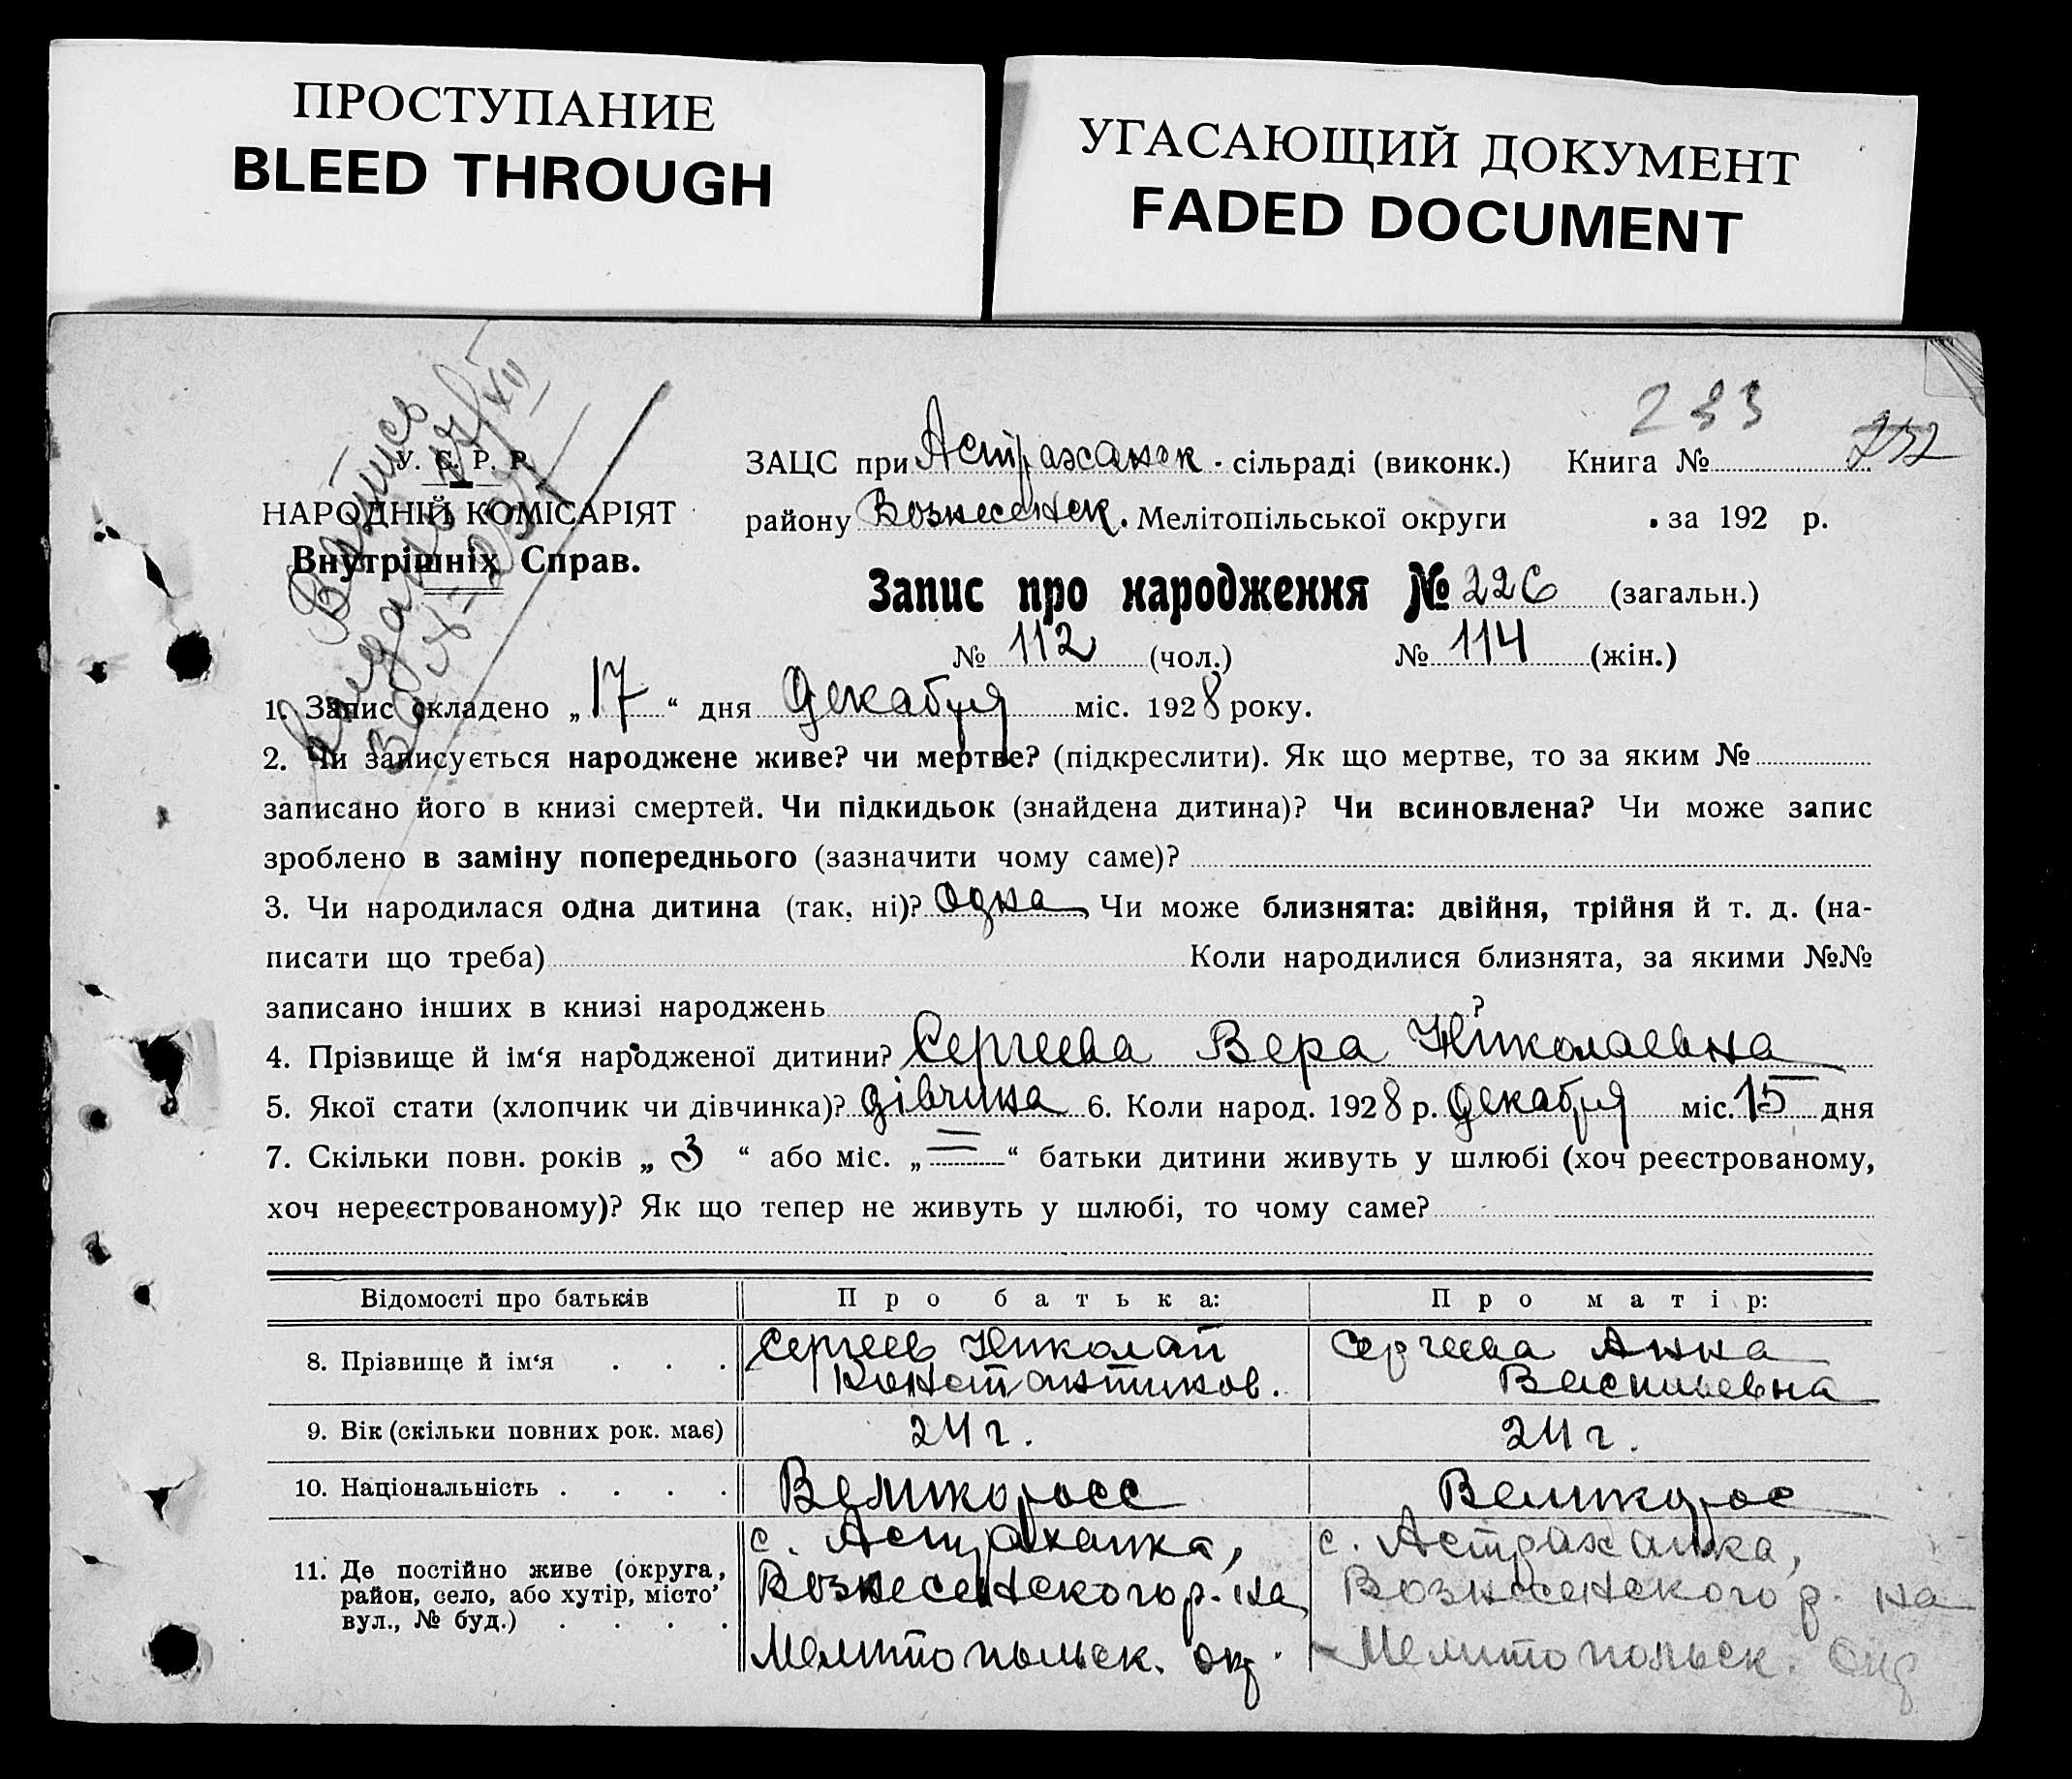 ПРОСТУПАНИЕ
BLEED THROUGH
УГАСАЮЩИЙ ДОКУМЕНТ
FADED DOCUMENT
233
У. С. Р. Р.
НАРОДНІЙ КОМІСАРІЯТ
Внутрішніх Справ.
ЗАЦС при Астраханск. сільраді (виконк.) Книга №
району Вознесенск. Мелітопільської округи за 192 р.
Запис про народження № 226 (загальн.)
№ 112 (чол.) № 114 (жін.)
1. Запис складено „17“ дня Декабря міс. 1928 року.
2. Чи записується народжене живе? чи мертве? (підкреслити). Як що мертве, то за яким №
записано його в книзі смертей. Чи підкидьок (знайдена дитина)? Чи всиновлена? Чи може запис
зроблено в заміну попереднього (зазначити чому саме)?
3. Чи народилася одна дитина (так, ні)? Одна Чи може близнята: двійня, трійня й т. д. (на-
писати що треба) Коли народилися близнята, за якими №№
записано інших в книзі народжень ?
4. Прізвище й ім‘я народженої дитини? Сергеева Вера Николаевна
5. Якої стати (хлопчик чи дівчинка)? дівчина 6. Коли народ. 1928 р. Декабря міс. 15 дня
7. Скільки повн. років „ 3 “ або міс. „ = “ батьки дитини живуть у шлюбі (хоч реєстрованому,
хоч нереєстрованому)? Як що тепер не живуть у шлюбі, то чому саме?
Відомості про батьків Про батька: Про матір:
8. Прізвище й ім‘я . . . Сергеев Николай Сергеева Анна
Константинов. Васильевна
9. Вік (скільки повних рок. має) 24 г. 24 г.
10. Національність . . . . Великоросс Великорос
11. Де постійно живе (округа, район, село, або хутір, місто вул., № буд.) . . . .
с. Астраханка, с. Астраханка,
Вознесенского р-на Вознесенского р-на
Мелитопольск. окр. Мелитопольск. окр